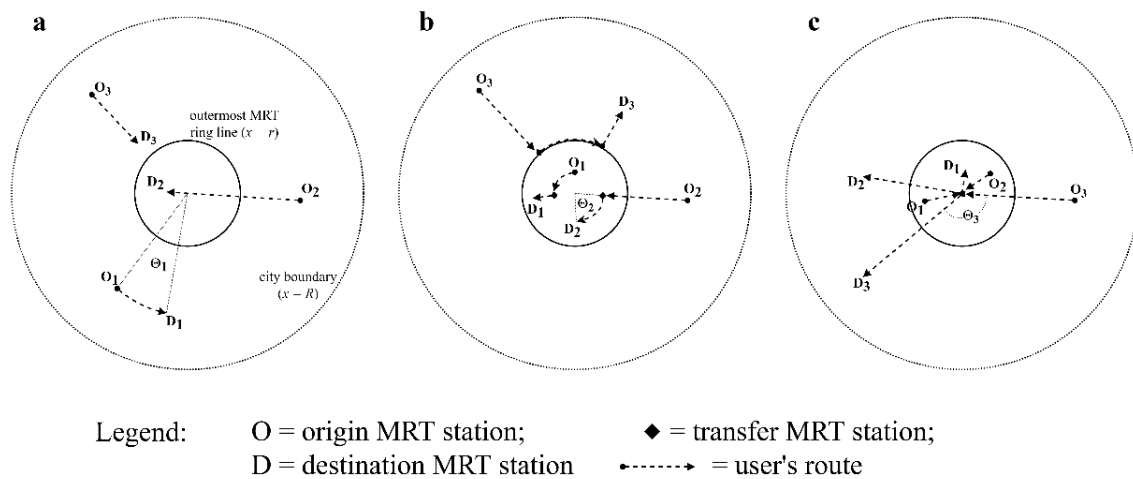 a b c
O₃
D₃
outermost MRT
ring line (x – r)
D₂
O₂
Θ₁
O₁
D₁
city boundary
(x – R)
O₃
D₃
O₁
D₁
Θ₂
D₂
O₂
D₁
O₂
D₂
O₁
Θ₃
O₃
D₃
Legend: O = origin MRT station; ◆ = transfer MRT station;
D = destination MRT station = user's route